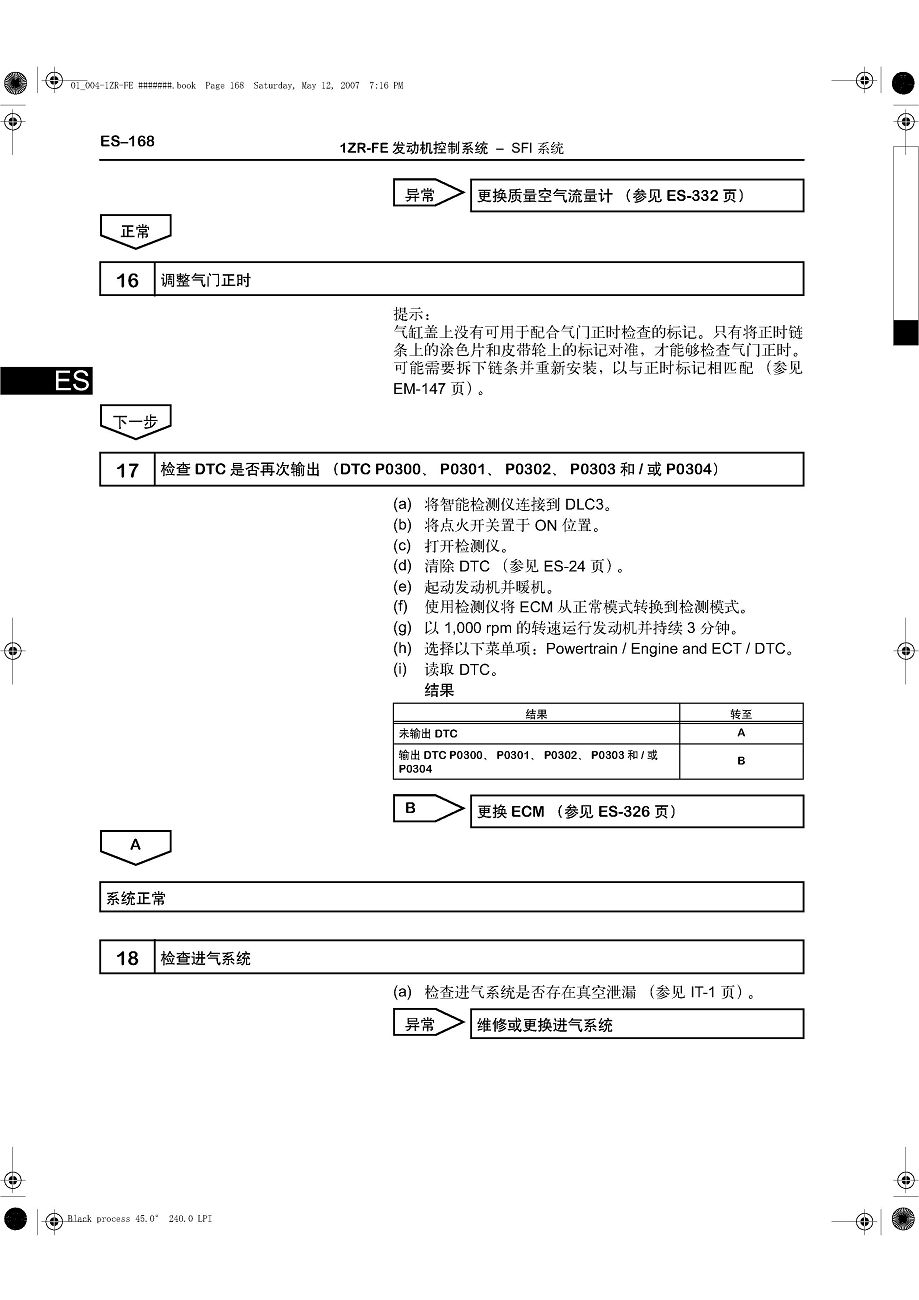 01_004-1ZR-FE #######.book Page 168 Saturday, May 12, 2007 7:16 PM
ES–168
1ZR-FE 发动机控制系统 – SFI 系统
异常
更换质量空气流量计 （参见 ES-332 页）
正常
16 调整气门正时
提示：
气缸盖上没有可用于配合气门正时检查的标记。只有将正时链
条上的涂色片和皮带轮上的标记对准，才能够检查气门正时。
可能需要拆下链条并重新安装，以与正时标记相匹配 （参见
EM-147 页）。
ES
下一步
17 检查 DTC 是否再次输出 （DTC P0300、 P0301、 P0302、 P0303 和 / 或 P0304）
(a) 将智能检测仪连接到 DLC3。
(b) 将点火开关置于 ON 位置。
(c) 打开检测仪。
(d) 清除 DTC （参见 ES-24 页）。
(e) 起动发动机并暖机。
(f) 使用检测仪将 ECM 从正常模式转换到检测模式。
(g) 以 1,000 rpm 的转速运行发动机并持续 3 分钟。
(h) 选择以下菜单项：Powertrain / Engine and ECT / DTC。
(i) 读取 DTC。
结果
结果 转至
未输出 DTC A
输出 DTC P0300、 P0301、 P0302、 P0303 和 / 或
P0304 B
B
更换 ECM （参见 ES-326 页）
A
系统正常
18 检查进气系统
(a) 检查进气系统是否存在真空泄漏 （参见 IT-1 页）。
异常
维修或更换进气系统
Black process 45.0° 240.0 LPI